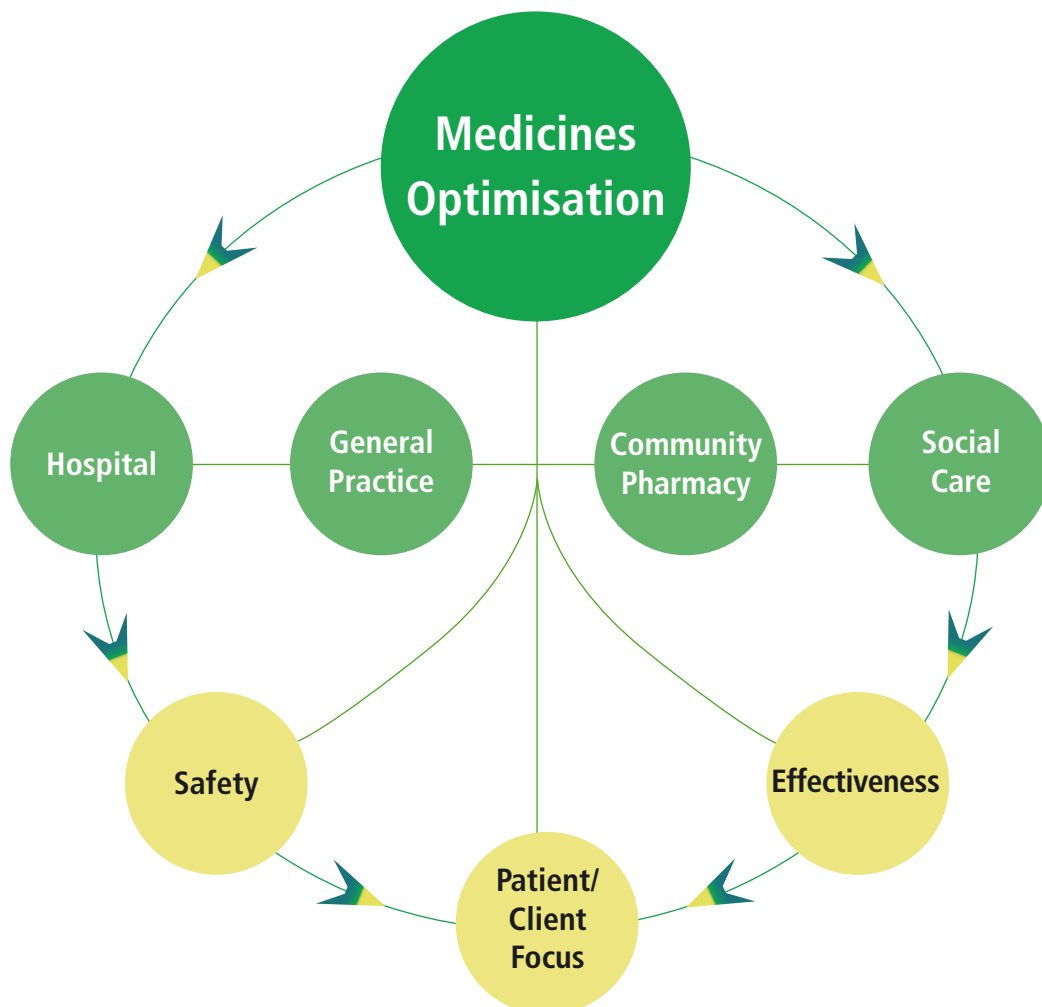 Medicines
Optimisation
Hospital
General
Practice
Community
Pharmacy
Social
Care
Safety
Effectiveness
Patient/
Client
Focus